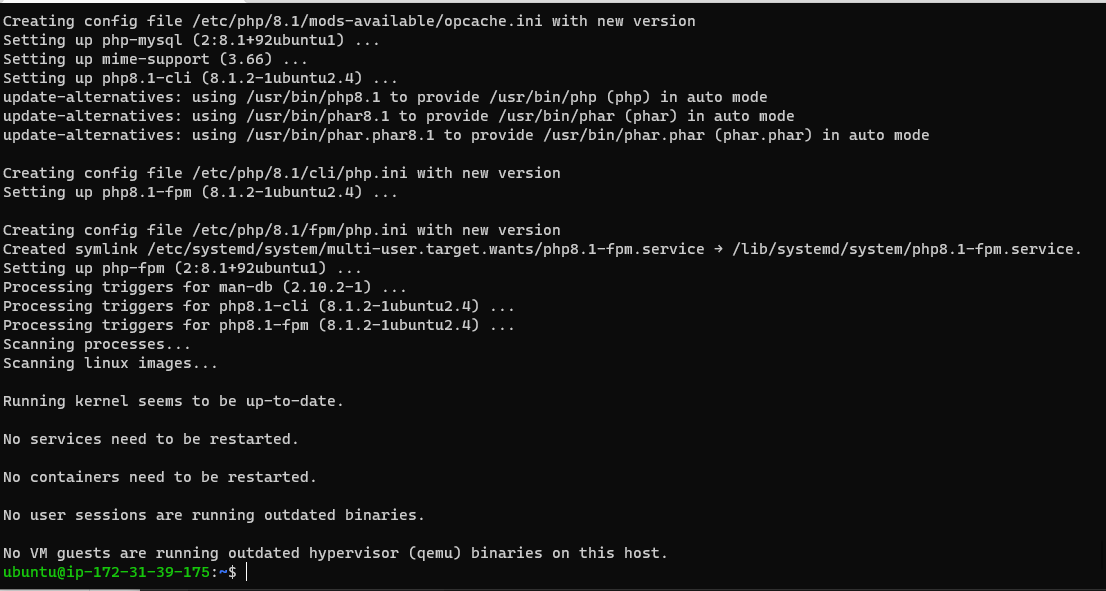 Creating config file /etc/php/8.1/mods-available/opcache.ini with new version
Setting up php-mysql (2:8.1+92ubuntu1) ...
Setting up mime-support (3.66) ...
Setting up php8.1-cli (8.1.2-1ubuntu2.4) ...
update-alternatives: using /usr/bin/php8.1 to provide /usr/bin/php (php) in auto mode
update-alternatives: using /usr/bin/phar8.1 to provide /usr/bin/phar (phar) in auto mode
update-alternatives: using /usr/bin/phar.phar8.1 to provide /usr/bin/phar.phar (phar.phar) in auto mode
Creating config file /etc/php/8.1/cli/php.ini with new version
Setting up php8.1-fpm (8.1.2-1ubuntu2.4) ...
Creating config file /etc/php/8.1/fpm/php.ini with new version
Created symlink /etc/systemd/system/multi-user.target.wants/php8.1-fpm.service → /lib/systemd/system/php8.1-fpm.service.
Setting up php-fpm (2:8.1+92ubuntu1) ...
Processing triggers for man-db (2.10.2-1) ...
Processing triggers for php8.1-cli (8.1.2-1ubuntu2.4) ...
Processing triggers for php8.1-fpm (8.1.2-1ubuntu2.4) ...
Scanning processes...
Scanning linux images...
Running kernel seems to be up-to-date.
No services need to be restarted.
No containers need to be restarted.
No user sessions are running outdated binaries.
No VM guests are running outdated hypervisor (qemu) binaries on this host.
ubuntu@ip-172-31-39-175:~$